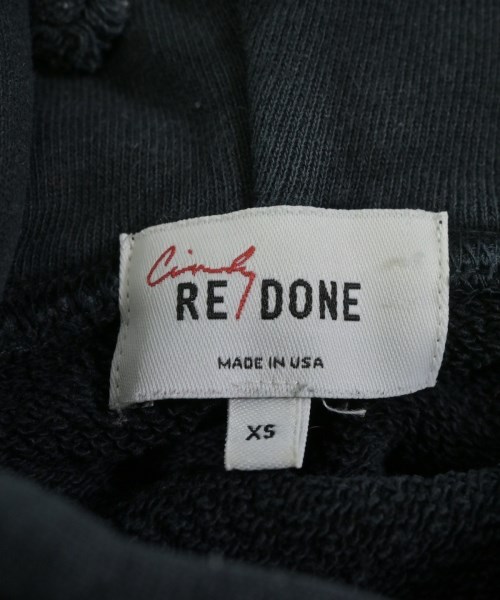 Cindy
RE/DONE
MADE IN USA
XS